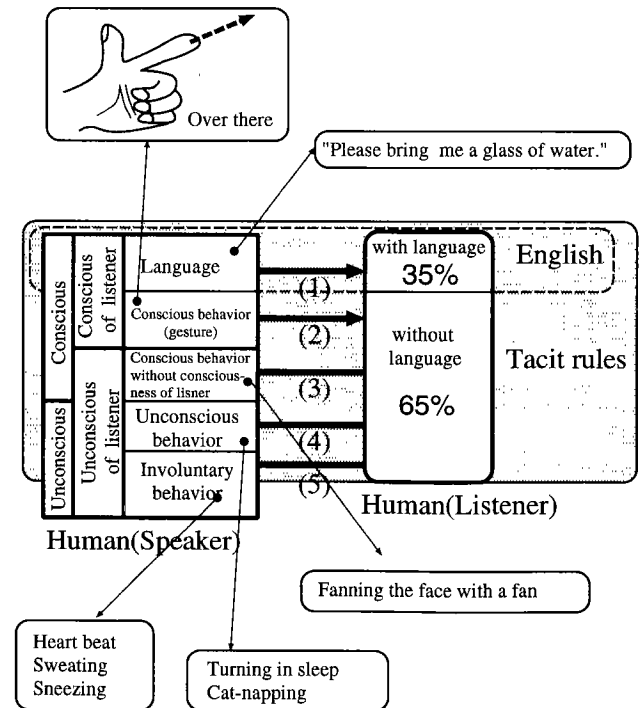 Over there
"Please bring me a glass of water."
Conscious
Unconscious
Conscious
of listener
Unconscious
of listener
Language
Conscious behavior
(gesture)
Conscious behavior
without conscious-
ness of lisner
Unconscious
behavior
Involuntary
behavior
(1)
(2)
(3)
(4)
(5)
with language
35%
without
language
65%
English
Tacit rules
Human(Speaker)
Human(Listener)
Fanning the face with a fan
Heart beat
Sweating
Sneezing
Turning in sleep
Cat-napping